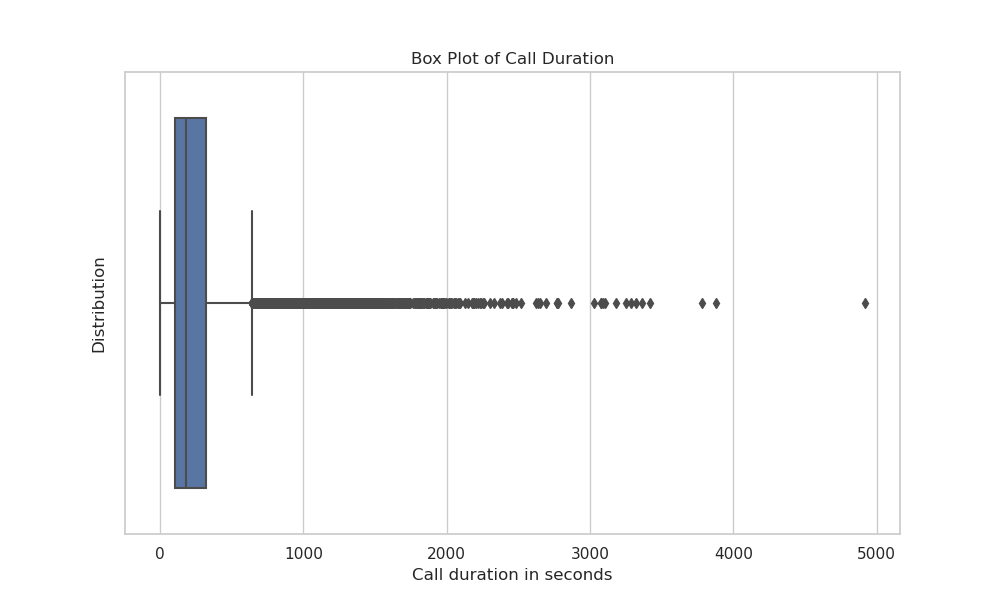 Box Plot of Call Duration
Distribution
0 1000 2000 3000 4000 5000
Call duration in seconds